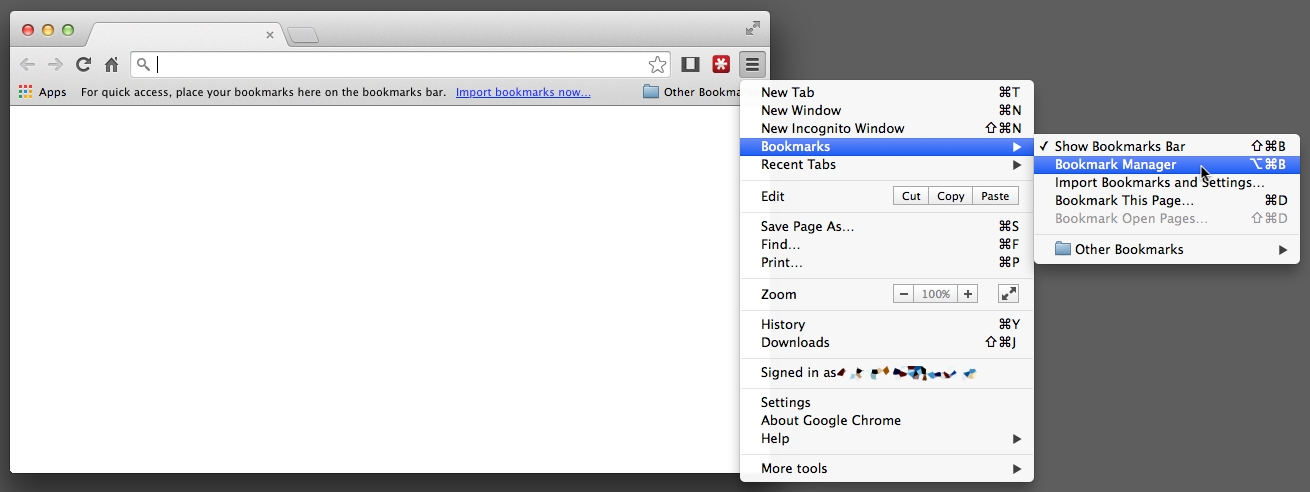 Apps For quick access, place your bookmarks here on the bookmarks bar. Import bookmarks now... Other Bookma
New Tab ⌘T
New Window ⌘N
New Incognito Window ⇧⌘N
Bookmarks ▶
Recent Tabs ▶
Edit Cut Copy Paste
Save Page As... ⌘S
Find... ⌘F
Print... ⌘P
Zoom − 100% +
History ⌘Y
Downloads ⇧⌘J
Signed in as
Settings
About Google Chrome
Help ▶
More tools ▶
✓ Show Bookmarks Bar ⇧⌘B
Bookmark Manager ⌥⌘B
Import Bookmarks and Settings...
Bookmark This Page... ⌘D
Bookmark Open Pages... ⇧⌘D
Other Bookmarks ▶